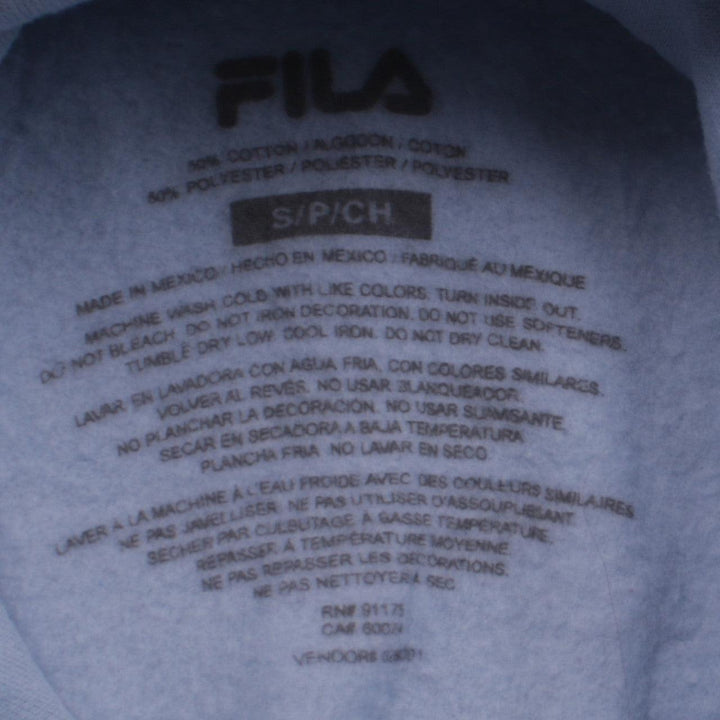 FILA
COTTON / ALGODON / COTON
POLYESTER / POLIESTER / POLYESTER
S/P/CH
MADE IN MEXICO / HECHO EN MEXICO / FABRIQUÉ AU MEXIQUE
MACHINE WASH COLD WITH LIKE COLORS. TURN INSIDE OUT.
DO NOT BLEACH. DO NOT IRON DECORATION. DO NOT USE SOFTENERS.
TUMBLE DRY LOW. COOL IRON. DO NOT DRY CLEAN.
LAVAR EN LAVADORA CON AGUA FRIA, CON COLORES SIMILARES.
VOLVER AL REVÉS. NO USAR BLANQUEADOR.
NO PLANCHAR LA DECORACIÓN. NO USAR SUAVISANTE.
SECAR EN SECADORA A BAJA TEMPERATURA
PLANCHA FRIA. NO LAVAR EN SECO
LAVER À LA MACHINE À L'EAU FROIDE AVEC DES COULEURS SIMILAIRES
NE PAS JAVELLISER. NE PAS UTILISER D'ASSOUPLISSANT.
SÉCHER PAR CULBUTAGE À BASSE TEMPÉRATURE.
REPASSER À TEMPÉRATURE MOYENNE.
NE PAS REPASSER LES DÉCORATIONS.
NE PAS NETTOYER À SEC
RN# 91175
CA#
VENDOR#